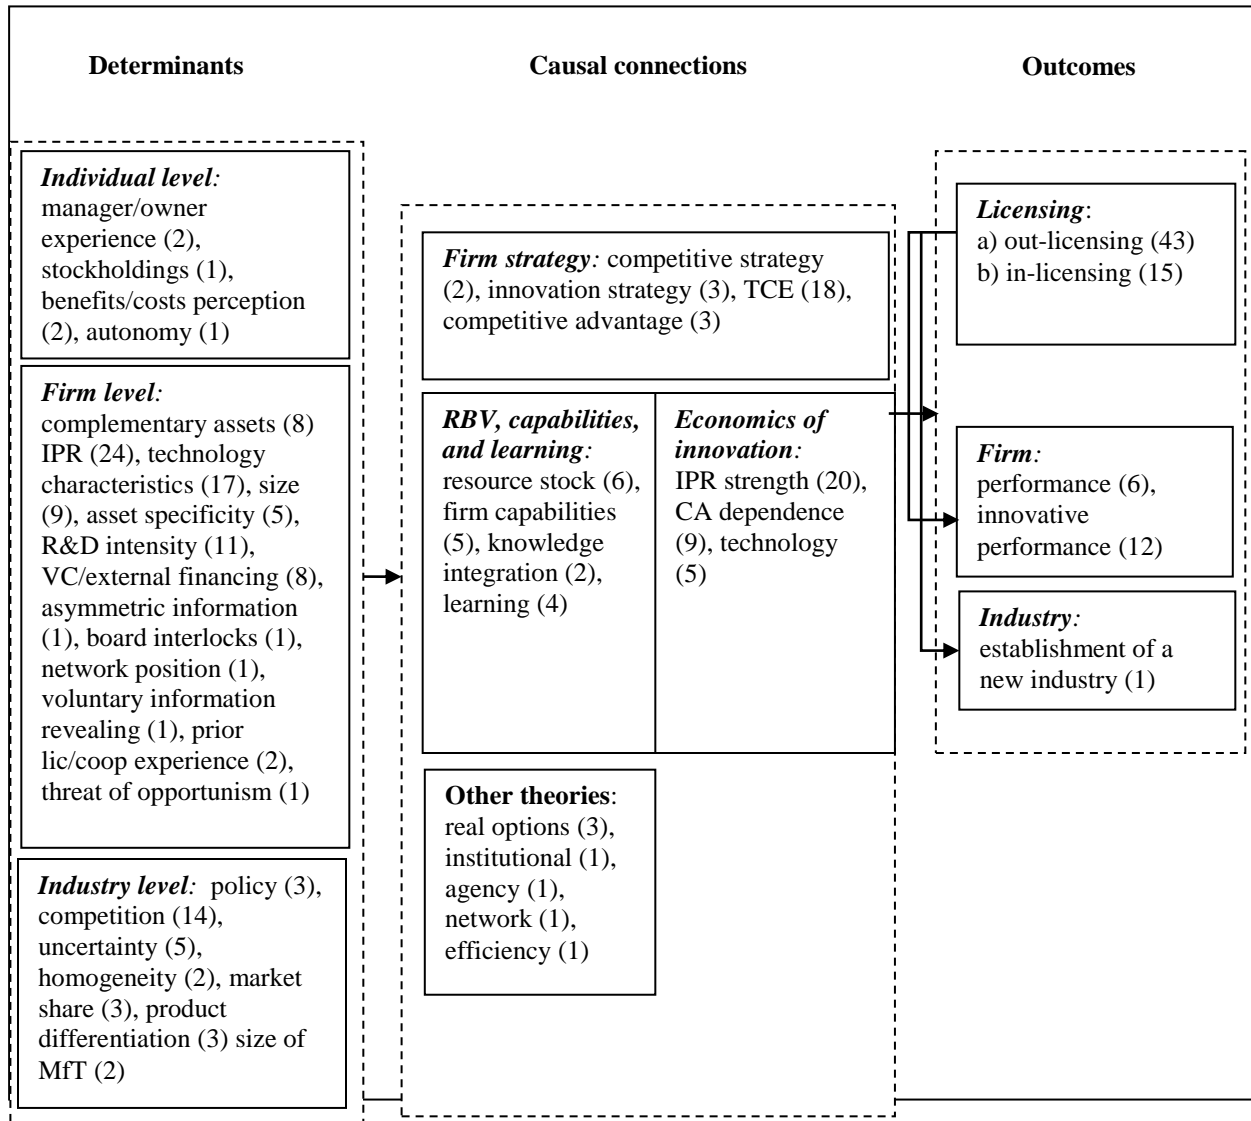 Determinants
Causal connections
Outcomes
Individual level:
manager/owner
experience (2),
stockholdings (1),
benefits/costs perception
(2), autonomy (1)
Firm level:
complementary assets (8)
IPR (24), technology
characteristics (17), size
(9), asset specificity (5),
R&D intensity (11),
VC/external financing (8),
asymmetric information
(1), board interlocks (1),
network position (1),
voluntary information
revealing (1), prior
lic/coop experience (2),
threat of opportunism (1)
Industry level: policy (3),
competition (14),
uncertainty (5),
homogeneity (2), market
share (3), product
differentiation (3) size of
MfT (2)
Firm strategy: competitive strategy
(2), innovation strategy (3), TCE (18),
competitive advantage (3)
RBV, capabilities,
and learning:
resource stock (6),
firm capabilities
(5), knowledge
integration (2),
learning (4)
Economics of
innovation:
IPR strength (20),
CA dependence
(9), technology
(5)
Other theories:
real options (3),
institutional (1),
agency (1),
network (1),
efficiency (1)
Licensing:
a) out-licensing (43)
b) in-licensing (15)
Firm:
performance (6),
innovative
performance (12)
Industry:
establishment of a
new industry (1)